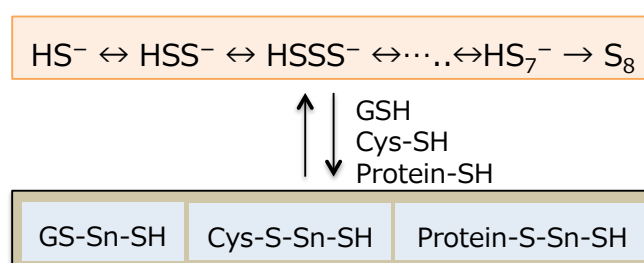 HS⁻ ↔ HSS⁻ ↔ HSSS⁻ ↔·····..↔HS₇⁻ → S₈
GSH
Cys-SH
Protein-SH
GS-Sn-SH Cys-S-Sn-SH Protein-S-Sn-SH